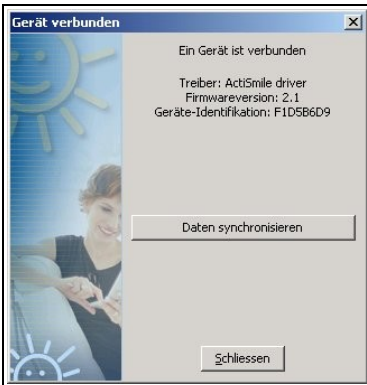 Gerät verbunden
Ein Gerät ist verbunden
Treiber: ActiSmile driver
Firmwareversion: 2.1
Geräte-Identifikation: F1D5B6D9
Daten synchronisieren
Schliessen